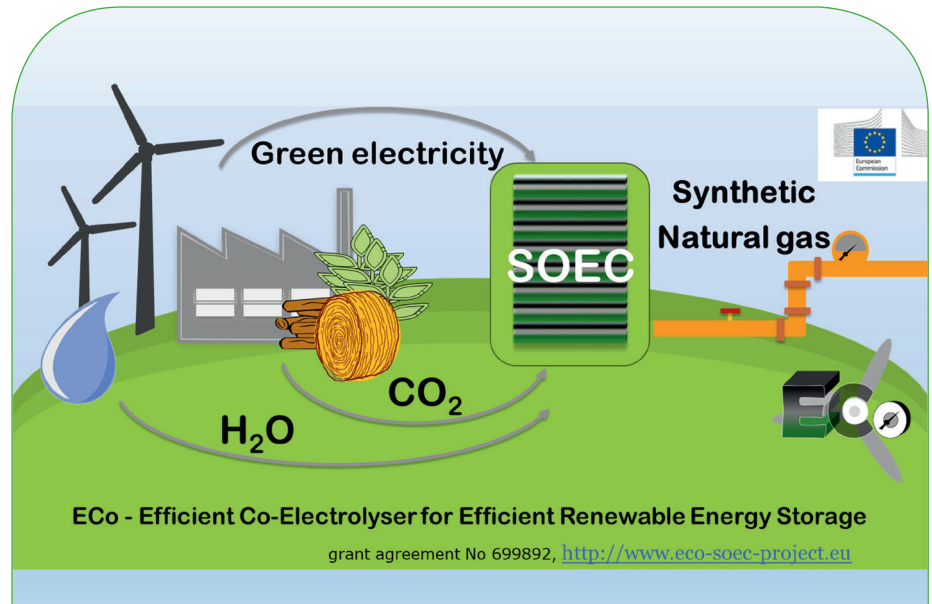 Green electricity
European
Commission
Synthetic
Natural gas
SOEC
CO₂
H₂O
ECo
ECo - Efficient Co-Electrolyser for Efficient Renewable Energy Storage
grant agreement No 699892, http://www.eco-soec-project.eu